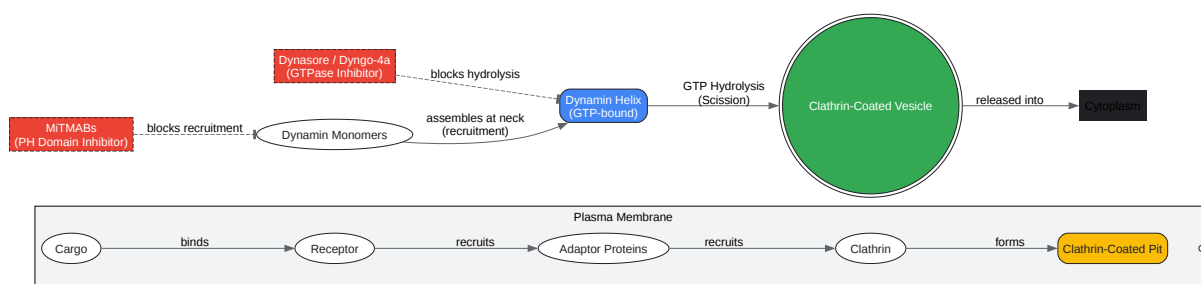 Dynasore / Dyngo-4a
(GTPase Inhibitor)
blocks hydrolysis
MiTMABs
(PH Domain Inhibitor)
blocks recruitment
Dynamin Monomers
assembles at neck
(recruitment)
Dynamin Helix
(GTP-bound)
GTP Hydrolysis
(Scission)
Clathrin-Coated Vesicle
released into
Cytoplasm
Plasma Membrane
Cargo
binds
Receptor
recruits
Adaptor Proteins
recruits
Clathrin
forms
Clathrin-Coated Pit